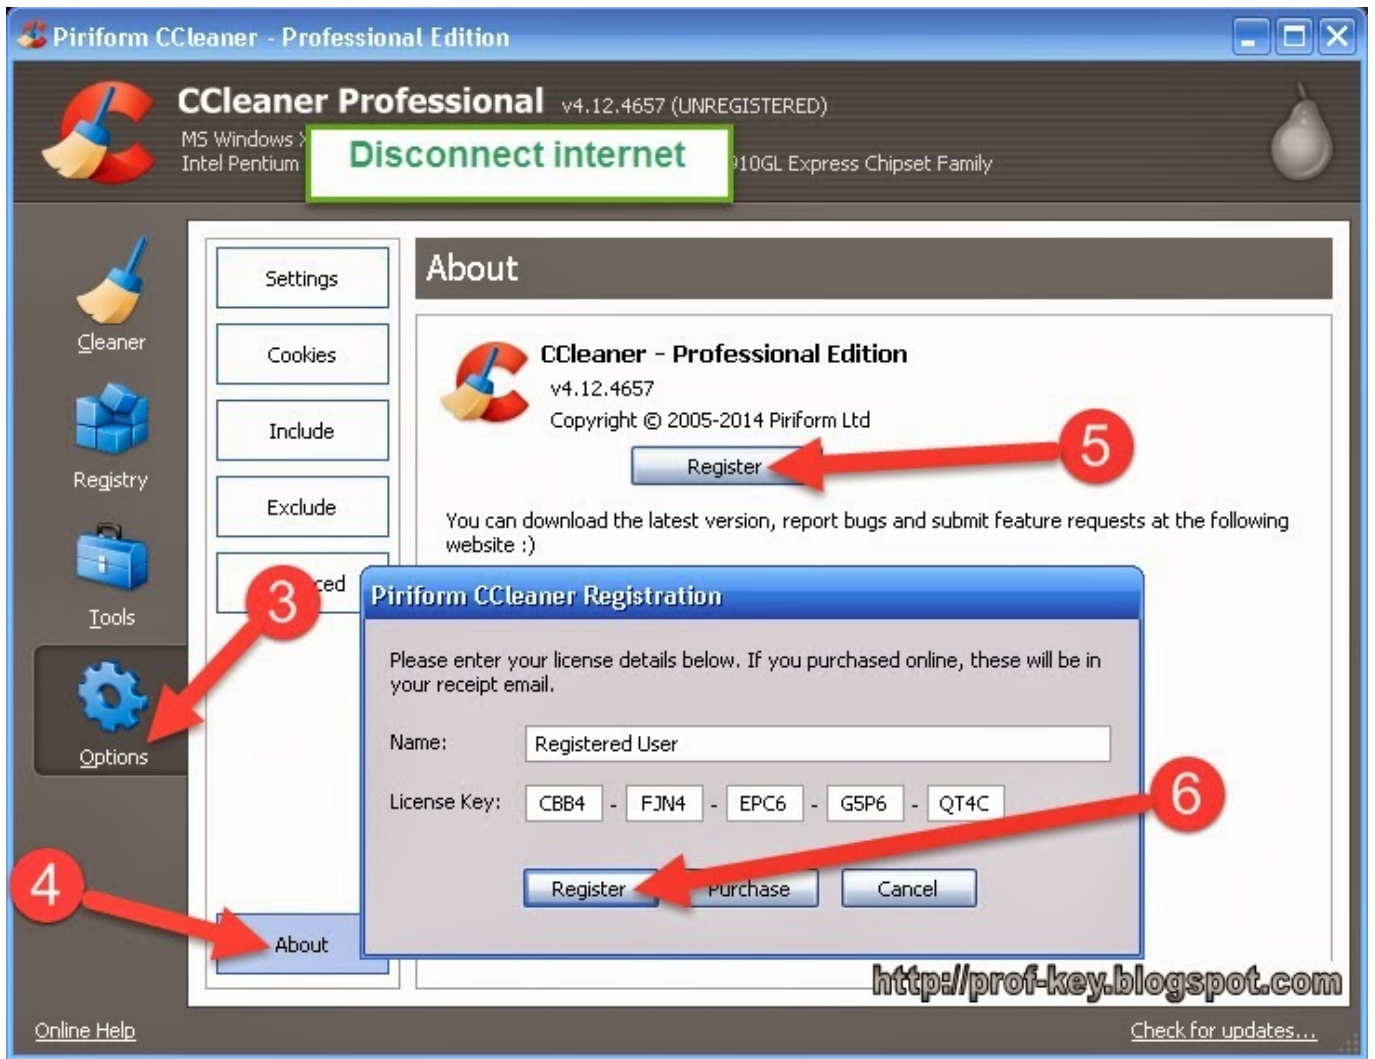 Piriform CCleaner - Professional Edition
CCleaner Professional v4.12.4657 (UNREGISTERED)
MS Windows
Intel Pentium 910GL Express Chipset Family
Disconnect internet
Cleaner
Registry
Tools
Options
Settings
Cookies
Include
Exclude
About
About
CCleaner - Professional Edition
v4.12.4657
Copyright © 2005-2014 Piriform Ltd
Register
5
You can download the latest version, report bugs and submit feature requests at the following
website :)
3
Piriform CCleaner Registration
Please enter your license details below. If you purchased online, these will be in
your receipt email.
Name: Registered User
License Key: CBB4 - FJN4 - EPC6 - G5P6 - QT4C
6
Register Purchase Cancel
4
http://prof-key.blogspot.com
Online Help
Check for updates...